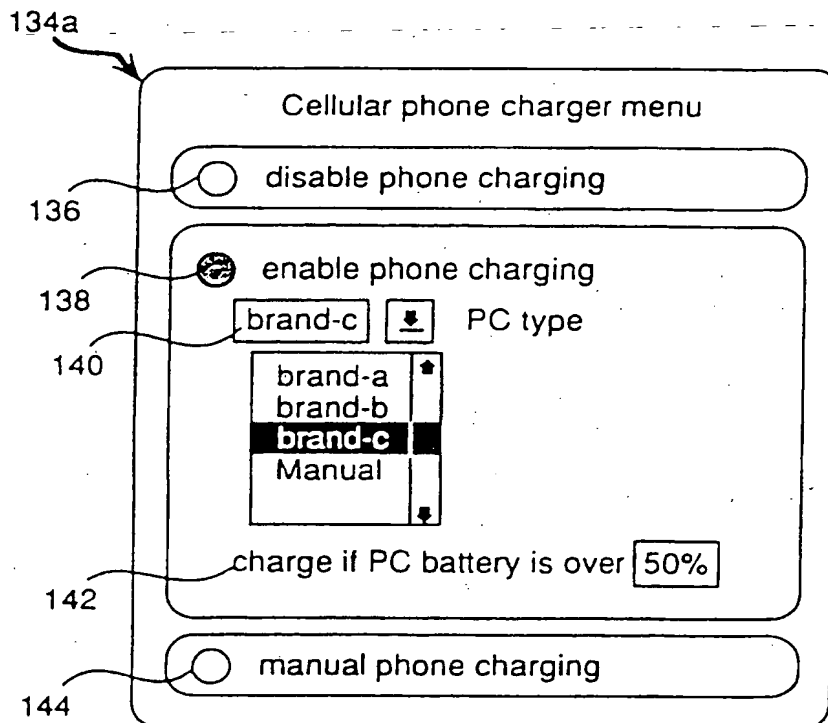 134a
Cellular phone charger menu
136
disable phone charging
138
enable phone charging
140
brand-c
PC type
brand-a
brand-b
brand-c
Manual
142
charge if PC battery is over 50%
144
manual phone charging